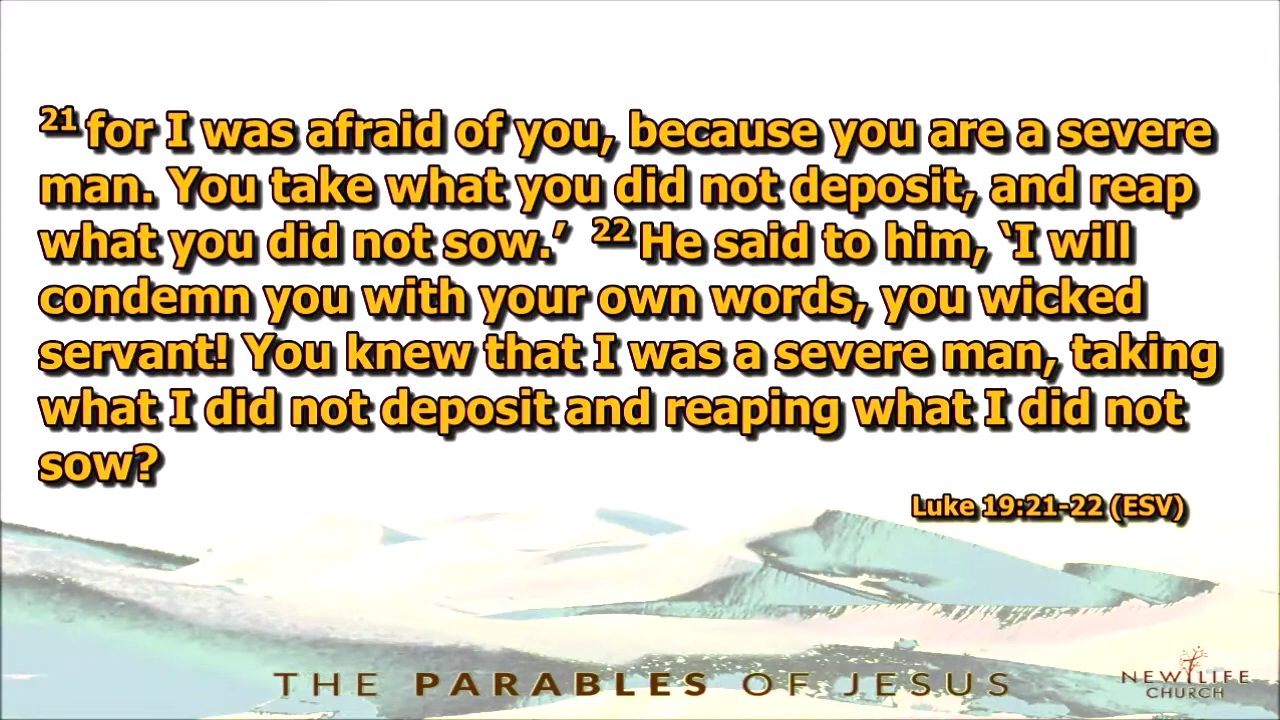 21 for I was afraid of you, because you are a severe
man. You take what you did not deposit, and reap
what you did not sow.’ 22 He said to him, ‘I will
condemn you with your own words, you wicked
servant! You knew that I was a severe man, taking
what I did not deposit and reaping what I did not
sow?
Luke 19:21-22 (ESV)
THE PARABLES OF JESUS
NEW LIFE
CHURCH